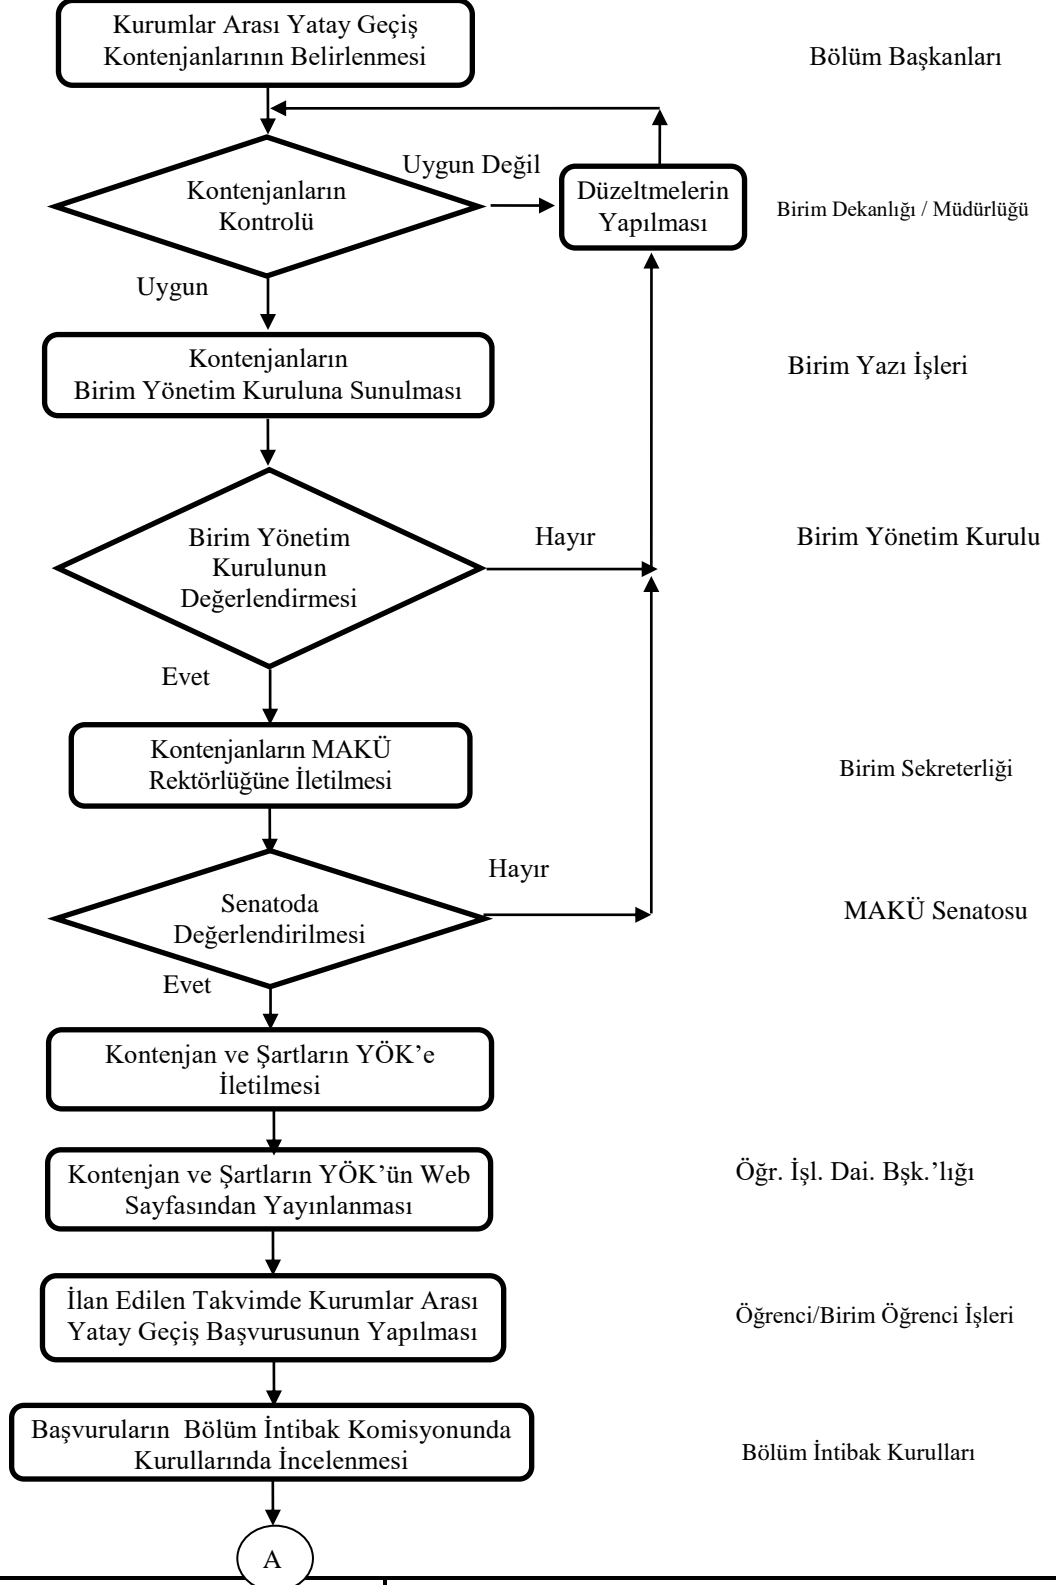 Kurumlar Arası Yatay Geçiş
Kontenjanlarının Belirlenmesi
Bölüm Başkanları
Uygun Değil
Kontenjanların
Kontrolü
Düzeltmelerin
Yapılması
Birim Dekanlığı / Müdürlüğü
Uygun
Kontenjanların
Birim Yönetim Kuruluna Sunulması
Birim Yazı İşleri
Birim Yönetim
Kurulunun
Değerlendirmesi
Hayır
Birim Yönetim Kurulu
Evet
Kontenjanların MAKÜ
Rektörlüğüne İletilmesi
Birim Sekreterliği
Hayır
Senatoda
Değerlendirilmesi
MAKÜ Senatosu
Evet
Kontenjan ve Şartların YÖK’e
İletilmesi
Kontenjan ve Şartların YÖK’ün Web
Sayfasından Yayınlanması
Öğr. İşl. Dai. Bşk.’lığı
İlan Edilen Takvimde Kurumlar Arası
Yatay Geçiş Başvurusunun Yapılması
Öğrenci/Birim Öğrenci İşleri
Başvuruların  Bölüm İntibak Komisyonunda
Kurullarında İncelenmesi
Bölüm İntibak Kurulları
A